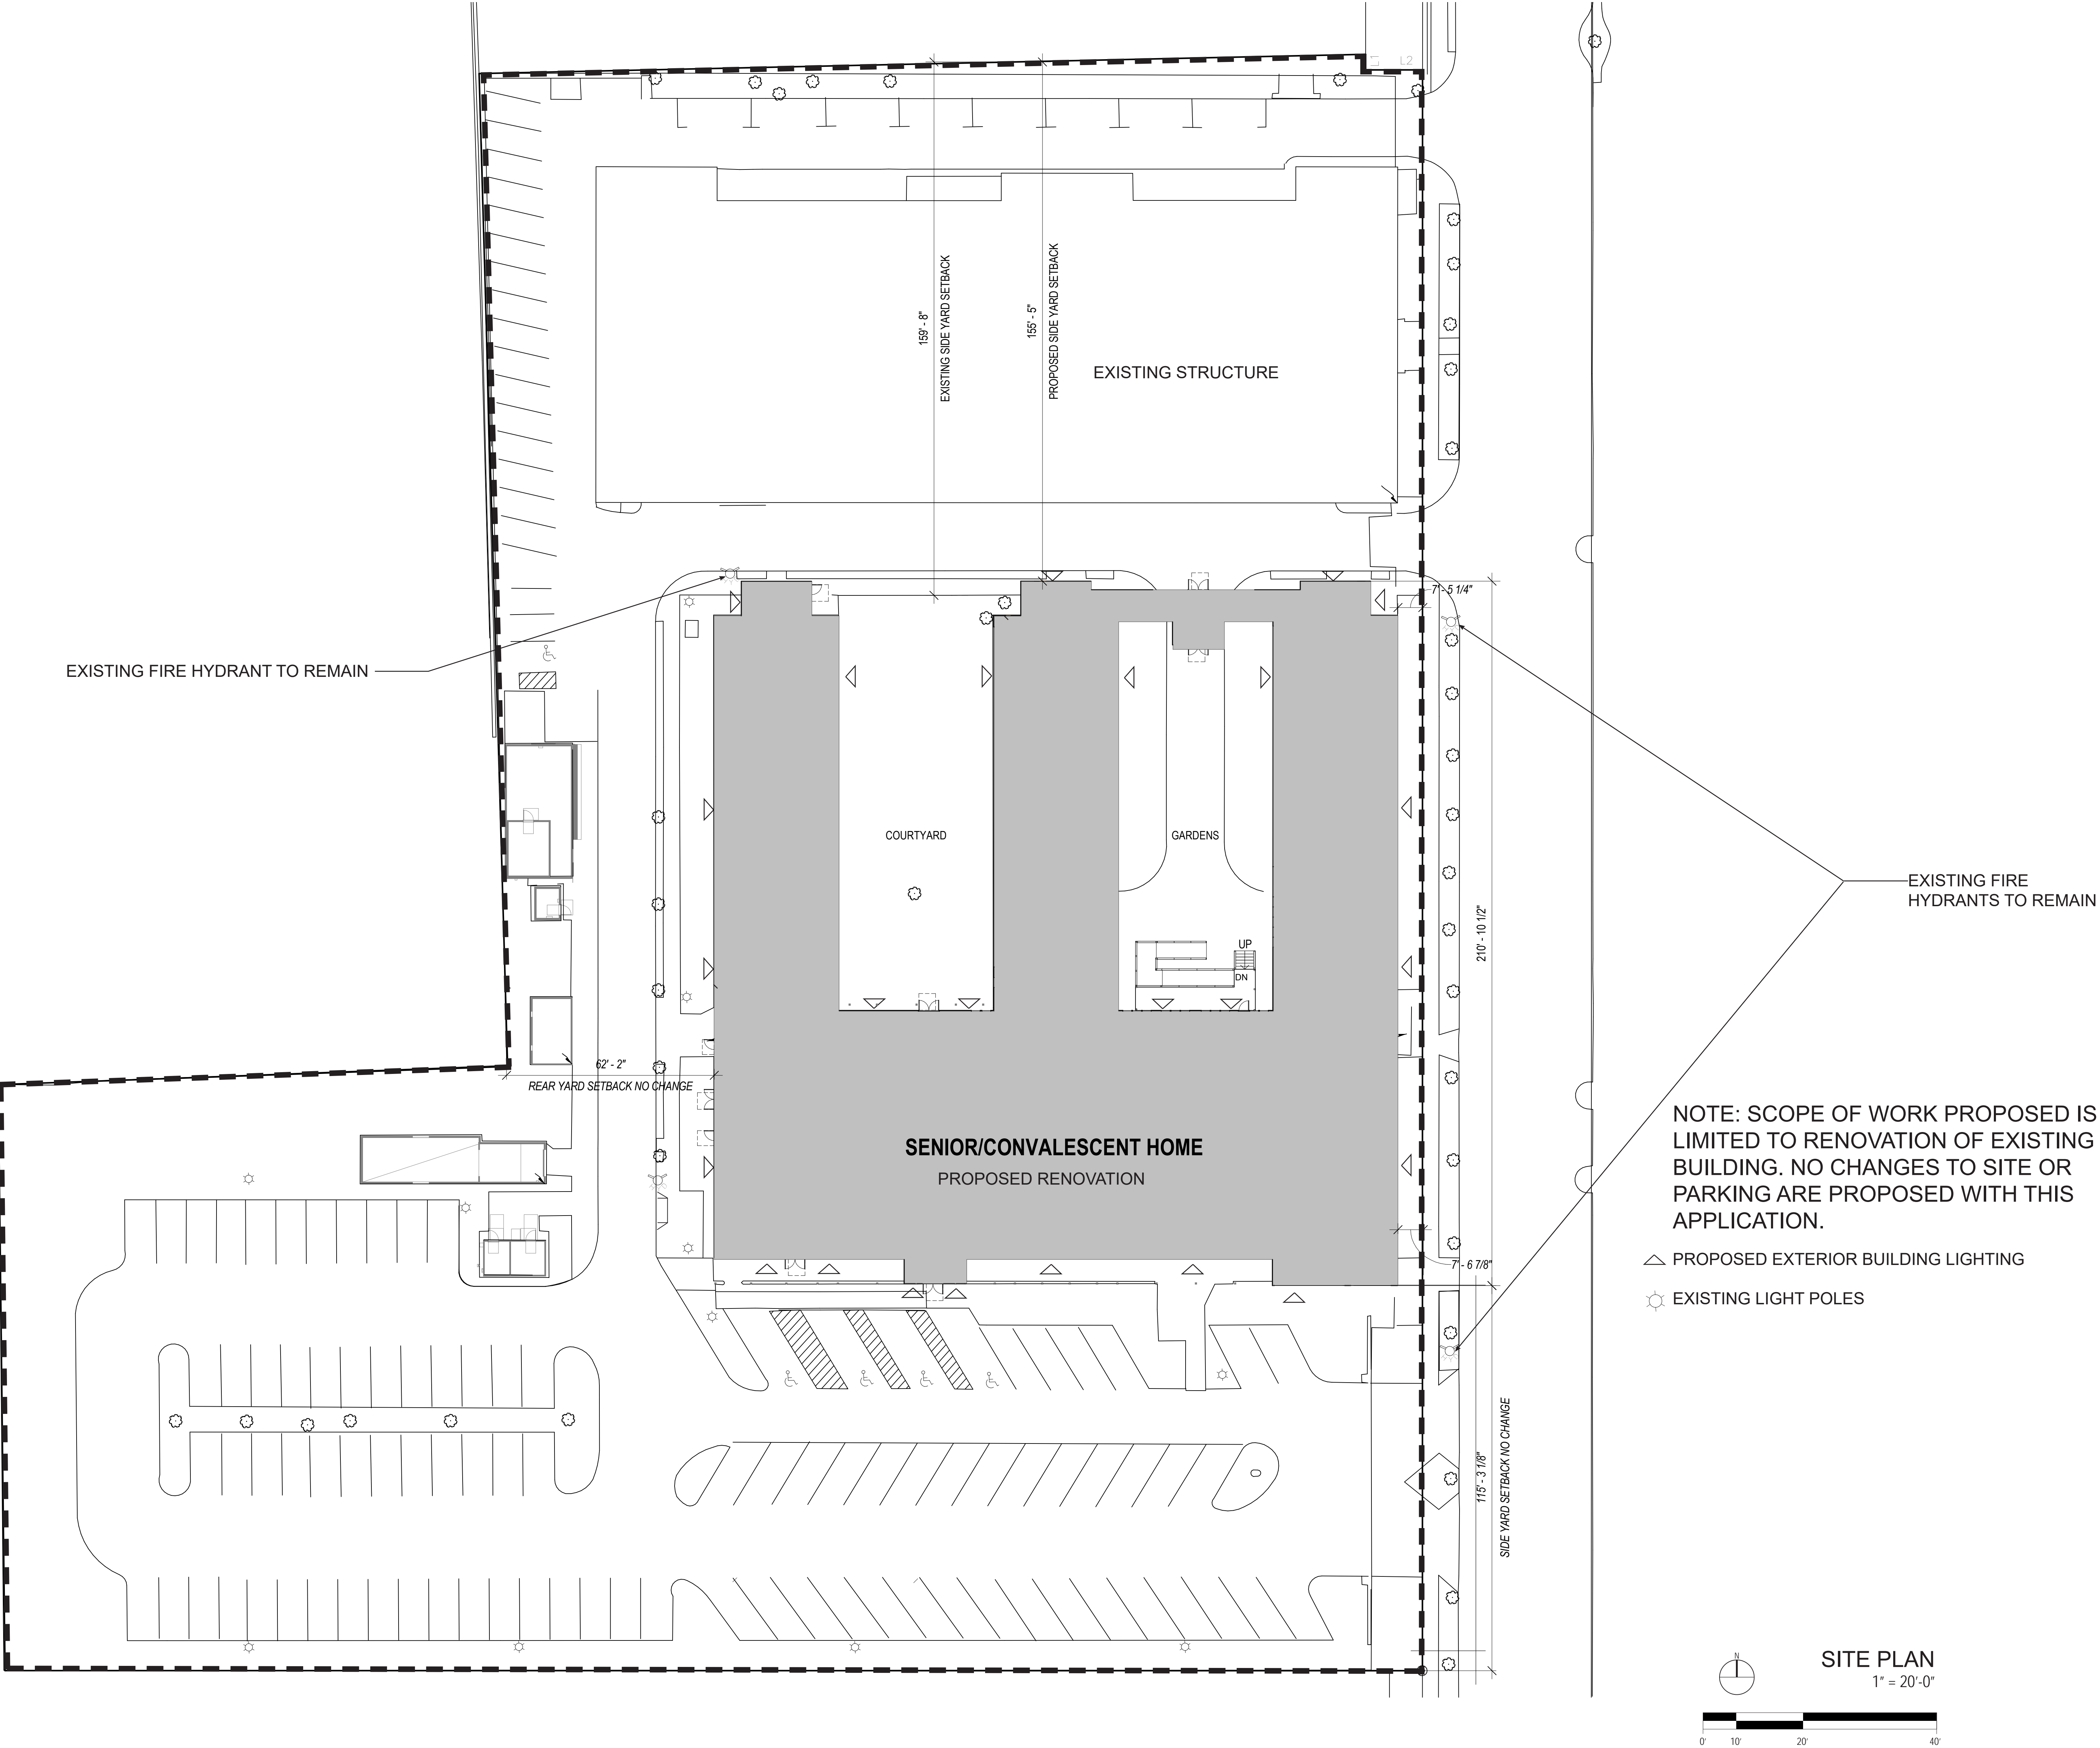 L1
L2
159' - 8"
EXISTING SIDE YARD SETBACK
155' - 5"
PROPOSED SIDE YARD SETBACK
EXISTING STRUCTURE
7' - 5 1/4"
EXISTING FIRE HYDRANT TO REMAIN
COURTYARD
GARDENS
EXISTING FIRE
HYDRANTS TO REMAIN
UP
DN
210' - 10 1/2"
62' - 2"
REAR YARD SETBACK NO CHANGE
SENIOR/CONVALESCENT HOME
PROPOSED RENOVATION
NOTE: SCOPE OF WORK PROPOSED IS
LIMITED TO RENOVATION OF EXISTING
BUILDING. NO CHANGES TO SITE OR
PARKING ARE PROPOSED WITH THIS
APPLICATION.
7' - 6 7/8"
PROPOSED EXTERIOR BUILDING LIGHTING
EXISTING LIGHT POLES
115' - 3 1/8"
SIDE YARD SETBACK NO CHANGE
N
SITE PLAN
1" = 20'-0"
0' 10' 20' 40'